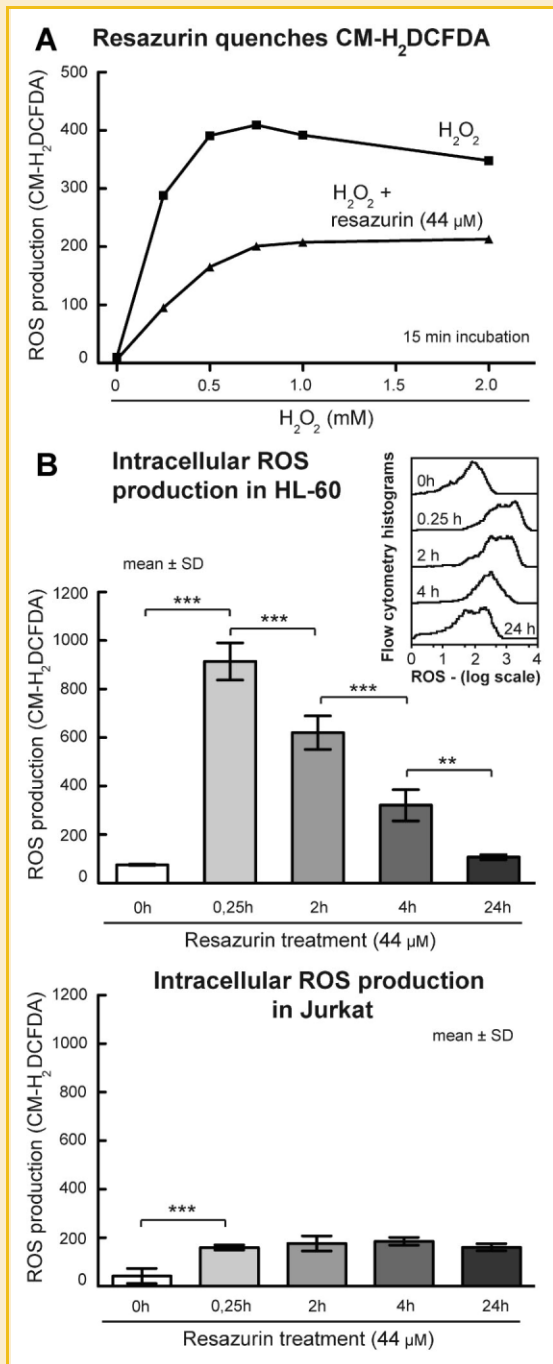 A Resazurin quenches CM-H₂DCFDA
ROS production (CM-H₂DCFDA)
500
400
300
200
100
0
H₂O₂
H₂O₂ +
resazurin (44 µM)
15 min incubation
0 0.5 1.0 1.5 2.0
H₂O₂ (mM)
B Intracellular ROS
production in HL-60
mean ± SD
Flow cytometry histograms
0h
0.25 h
2 h
4 h
24 h
0 1 2 3 4
ROS - (log scale)
ROS production (CM-H₂DCFDA)
1200
1000
800
600
400
200
0
***
***
***
**
0h 0,25h 2h 4h 24h
Resazurin treatment (44 µM)
Intracellular ROS production
in Jurkat
mean ± SD
ROS production (CM-H₂DCFDA)
1200
1000
800
600
400
200
0
***
0h 0,25h 2h 4h 24h
Resazurin treatment (44 µM)